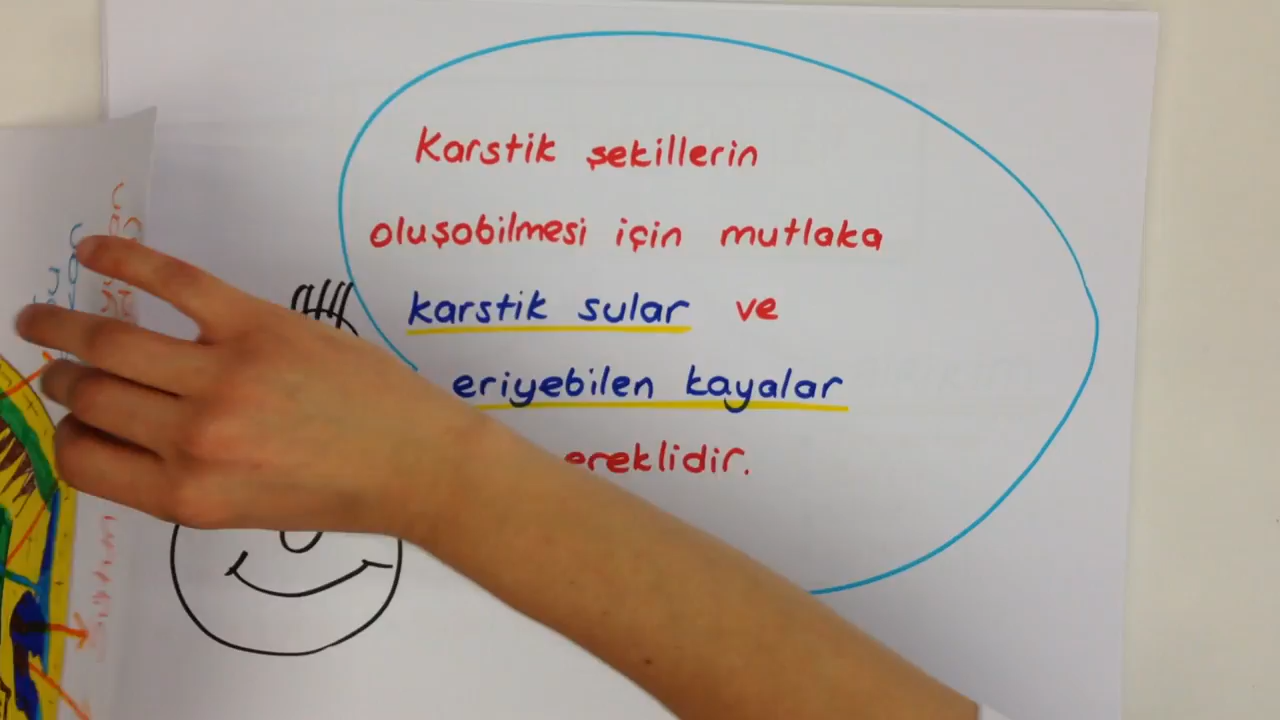 Karstik şekillerin
oluşobilmesi için mutlaka
karstik sular ve
eriyebilen kayalar
ereklidir.